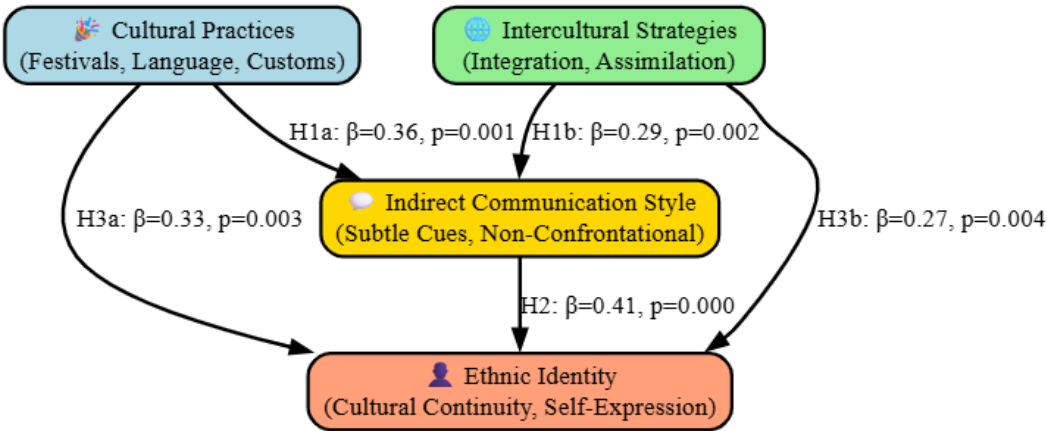 Cultural Practices
(Festivals, Language, Customs)
Intercultural Strategies
(Integration, Assimilation)
H1a: β=0.36, p=0.001
H1b: β=0.29, p=0.002
Indirect Communication Style
(Subtle Cues, Non-Confrontational)
H3a: β=0.33, p=0.003
H3b: β=0.27, p=0.004
H2: β=0.41, p=0.000
Ethnic Identity
(Cultural Continuity, Self-Expression)